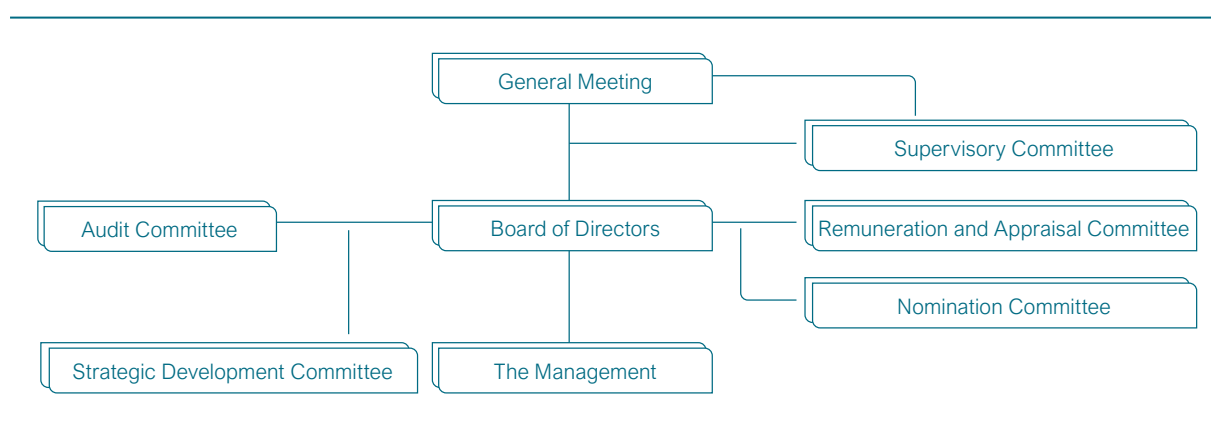 General Meeting
Supervisory Committee
Audit Committee
Board of Directors
Remuneration and Appraisal Committee
Nomination Committee
Strategic Development Committee
The Management